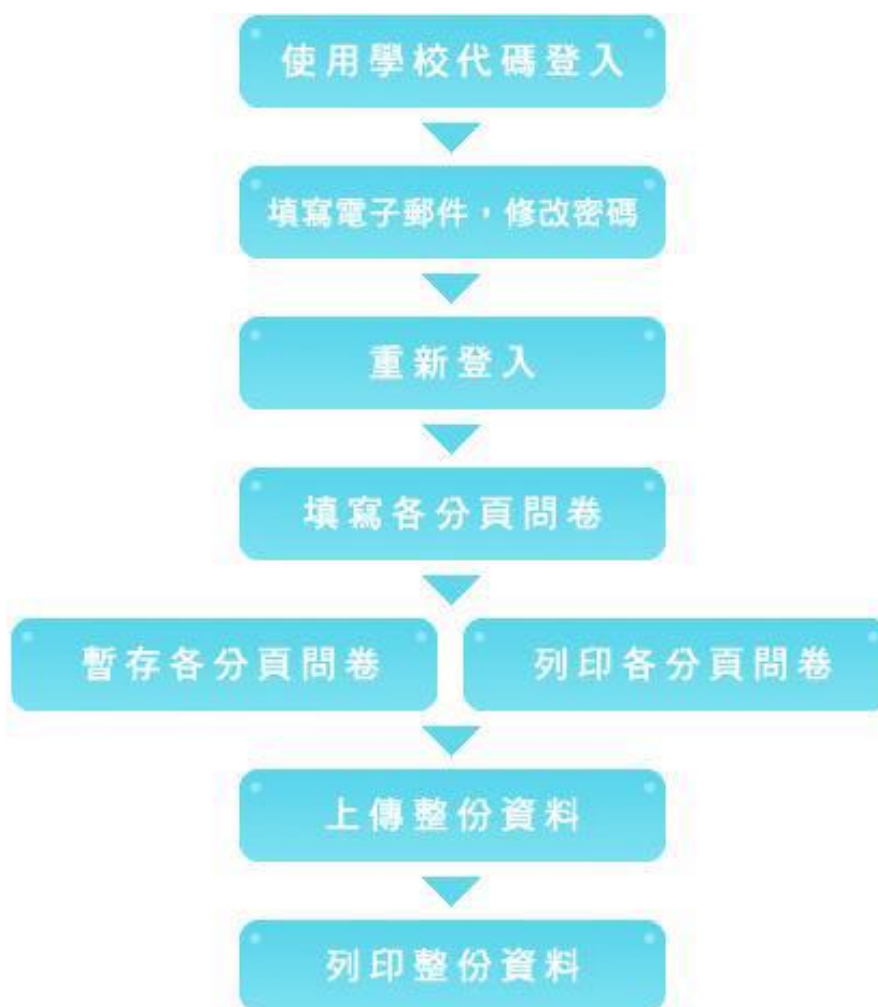 使用學校代碼登入
填寫電子郵件，修改密碼
重新登入
填寫各分頁問卷
暫存各分頁問卷
列印各分頁問卷
上傳整份資料
列印整份資料